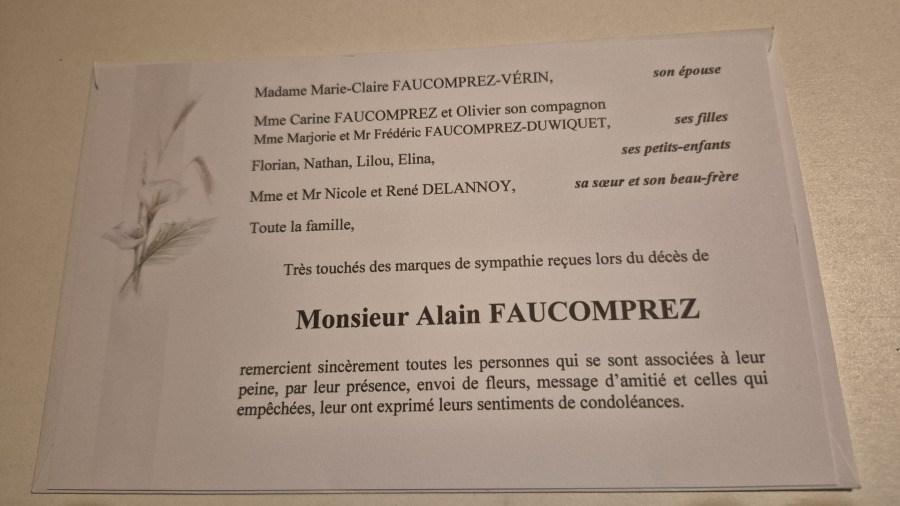 Madame Marie-Claire FAUCOMPREZ-VÉRIN, son épouse
Mme Carine FAUCOMPREZ et Olivier son compagnon
Mme Marjorie et Mr Frédéric FAUCOMPREZ-DUWIQUET, ses filles
Florian, Nathan, Lilou, Elina, ses petits-enfants
Mme et Mr Nicole et René DELANNOY, sa sœur et son beau-frère
Toute la famille,
Très touchés des marques de sympathie reçues lors du décès de
Monsieur Alain FAUCOMPREZ
remercient sincèrement toutes les personnes qui se sont associées à leur
peine, par leur présence, envoi de fleurs, message d’amitié et celles qui
empêchées, leur ont exprimé leurs sentiments de condoléances.